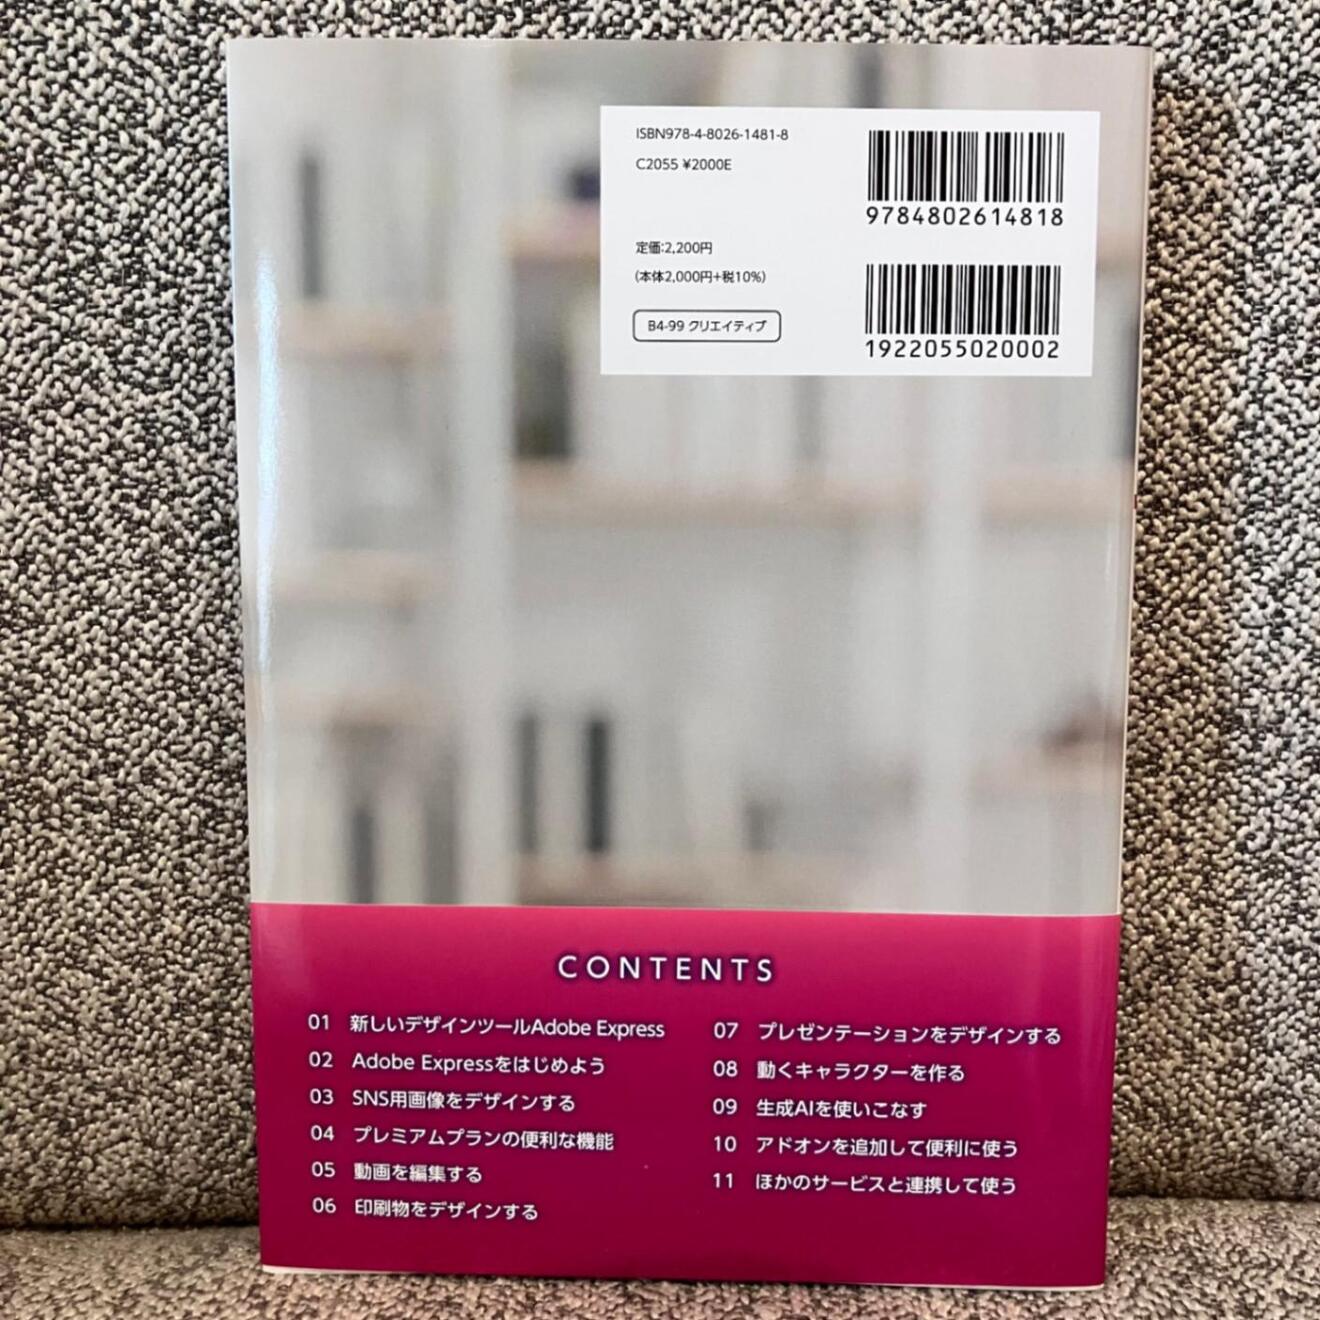 ISBN978-4-8026-1481-8
C2055 ¥2000E
9784802614818
定価:2,200円
(本体2,000円+税10%)
B4-99 クリエイティブ
1922055020002
CONTENTS
01 新しいデザインツールAdobe Express
02 Adobe Expressをはじめよう
03 SNS用画像をデザインする
04 プレミアムプランの便利な機能
05 動画を編集する
06 印刷物をデザインする
07 プレゼンテーションをデザインする
08 動くキャラクターを作る
09 生成AIを使いこなす
10 アドオンを追加して便利に使う
11 ほかのサービスと連携して使う